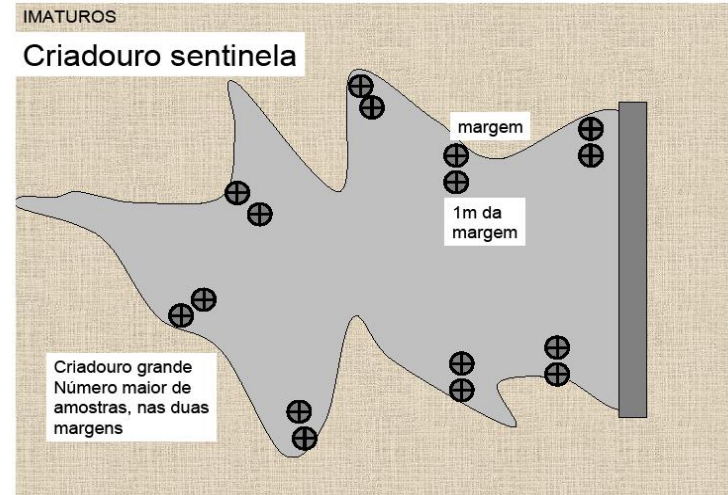 IMATUROS
Criadouro sentinela
margem
1m da
margem
Criadouro grande
Número maior de
amostras, nas duas
margens